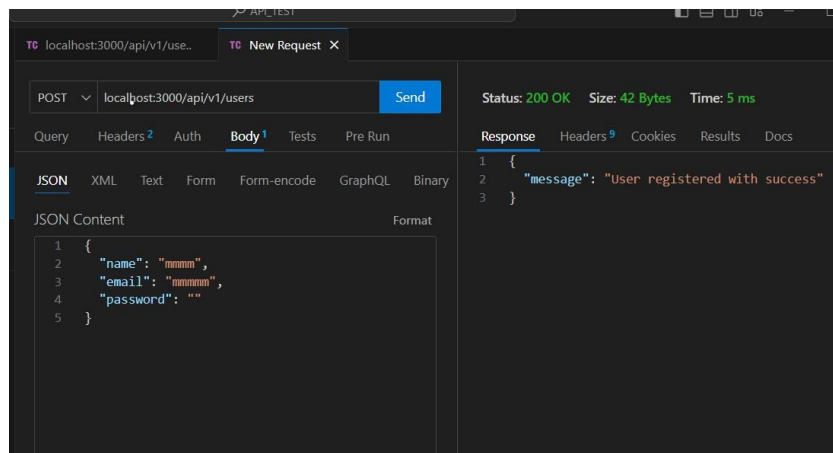 API_TEST
TC localhost:3000/api/v1/use..
TC New Request
POST localhost:3000/api/v1/users Send
Query Headers 2 Auth Body 1 Tests Pre Run
JSON XML Text Form Form-encode GraphQL Binary
JSON Content Format
1 {
2 "name": "mmmm",
3 "email": "mmmmm",
4 "password": ""
5 }
Status: 200 OK Size: 42 Bytes Time: 5 ms
Response Headers 9 Cookies Results Docs
1 {
2 "message": "User registered with success"
3 }